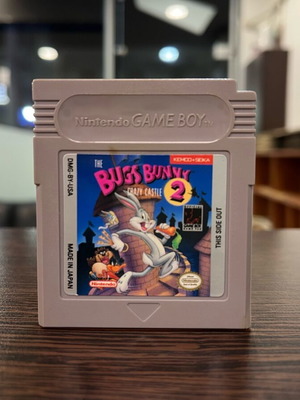 Nintendo GAME BOY
TM
THE
BUGS BUNNY
CRAZY CASTLE
2
KEMCO★SEIKA
DMG-BY-USA
MADE IN JAPAN
THIS SIDE OUT
Nintendo